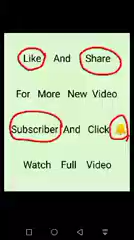 Like And Share
For More New Video
Subscriber And Click 🔔
Watch Full Video